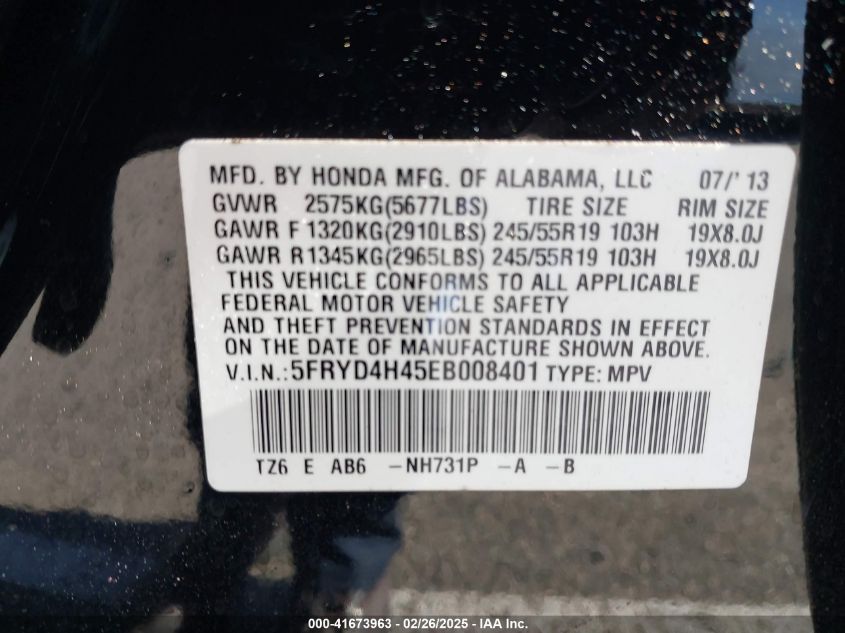 MFD. BY HONDA MFG. OF ALABAMA, LLC 07/'13
GVWR 2575KG(5677LBS) TIRE SIZE RIM SIZE
GAWR F 1320KG(2910LBS) 245/55R19 103H 19X8.0J
GAWR R 1345KG(2965LBS) 245/55R19 103H 19X8.0J
THIS VEHICLE CONFORMS TO ALL APPLICABLE
FEDERAL MOTOR VEHICLE SAFETY
AND THEFT PREVENTION STANDARDS IN EFFECT
ON THE DATE OF MANUFACTURE SHOWN ABOVE.
V.I.N.:5FRYD4H45EB008401 TYPE: MPV
TZ6 E AB6 -NH731P -A -B
000-41673963 - 02/26/2025 - IAA Inc.